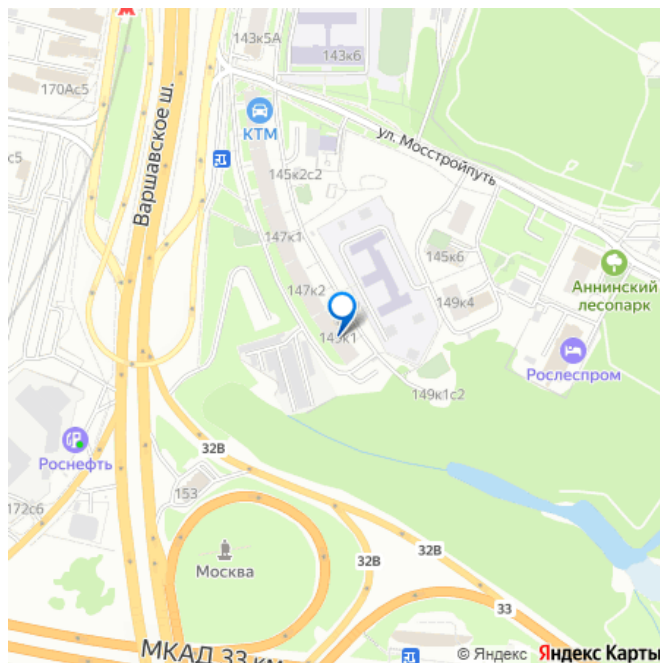 143к5А
143к6
170Ас5
КТМ
ул. Мосстройпуть
с5
145к2с2
Варшавское ш.
147к1
145к6
Аннинский
лесопарк
147к2
149к4
Рослеспром
149к1с2
32В
Роснефть
153
172с6
32В
32В
Москва
33
МКАД 33 км
© Яндекс Яндекс Карты